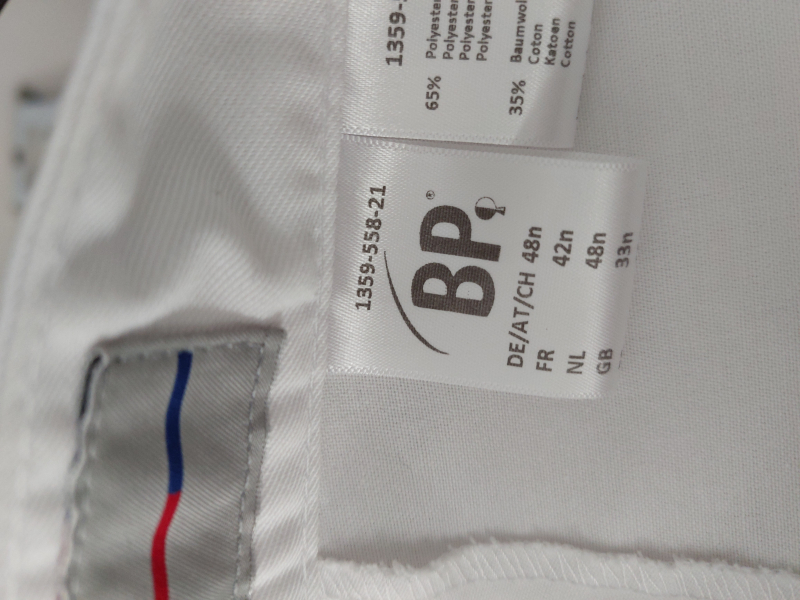 1359-
65% Polyester
Polyester
Polyester
Polyester
35% Baumwol
Coton
Katoen
Cotton
1359-558-21
BP®
DE/AT/CH 48n
FR 42n
NL 48n
GB 33n